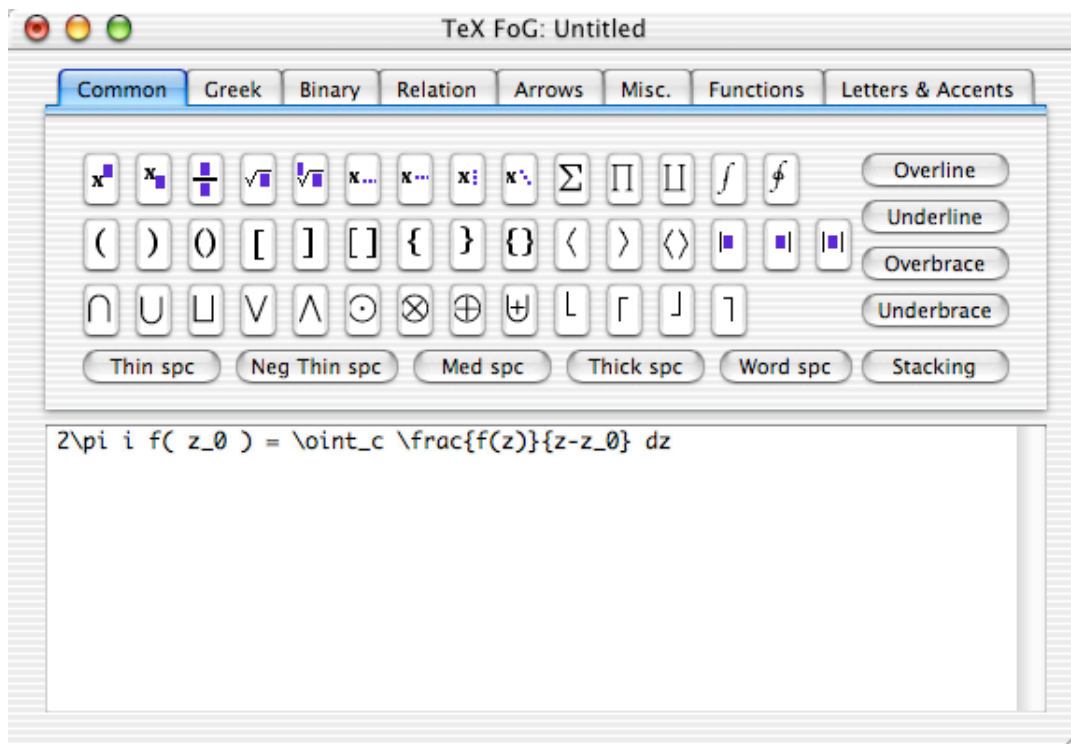 TeX FoG: Untitled
Common Greek Binary Relation Arrows Misc. Functions Letters & Accents
x x √ √ x... x... x⋮ x⋱ ∑ ∏ ∐ ∫ ∮ Overline
( ) () [ ] [ ] { } {} ⟨ ⟩ ⟨⟩ | | || Underline
Overbrace
∩ ∪ ⊔ ∨ ∧ ⊙ ⊗ ⊕ ⊎ ⌊ ⌈ ⌋ ⌉ Underbrace
Thin spc Neg Thin spc Med spc Thick spc Word spc Stacking
2\pi i f( z_0 ) = \oint_c \frac{f(z)}{z-z_0} dz